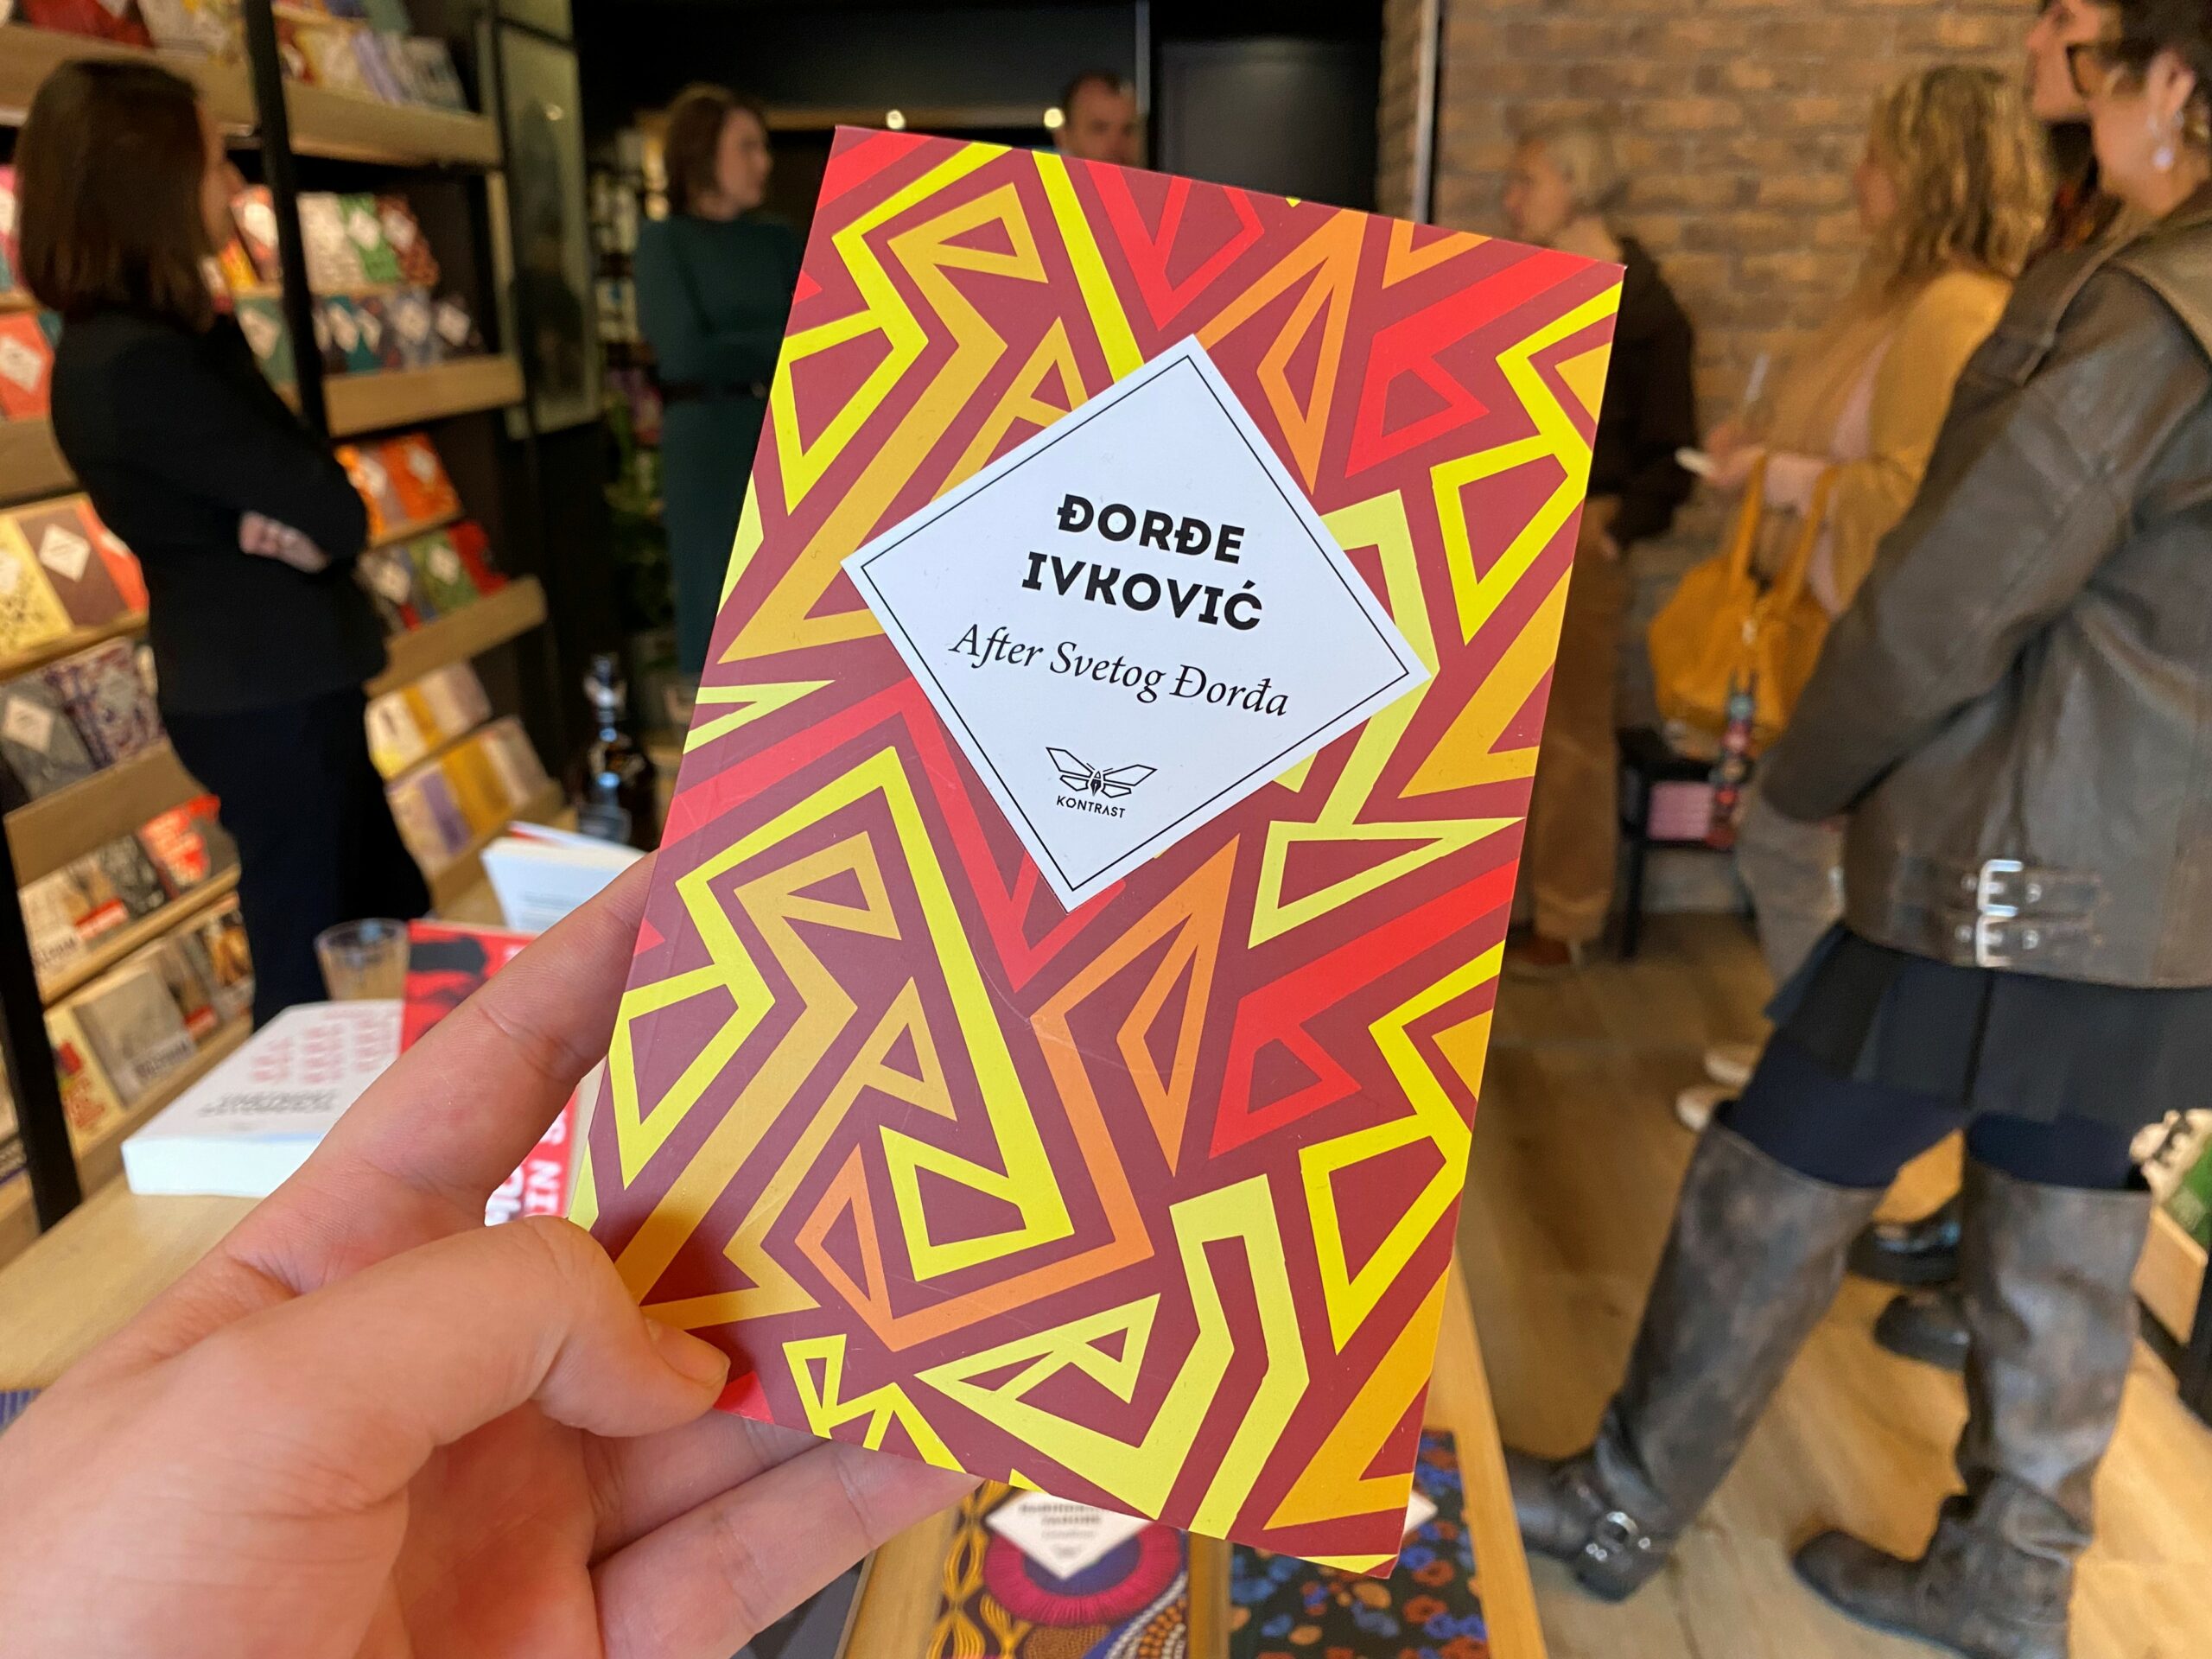 ĐORĐE
IVKOVIĆ
After Svetog Đorđa
KONTRAST